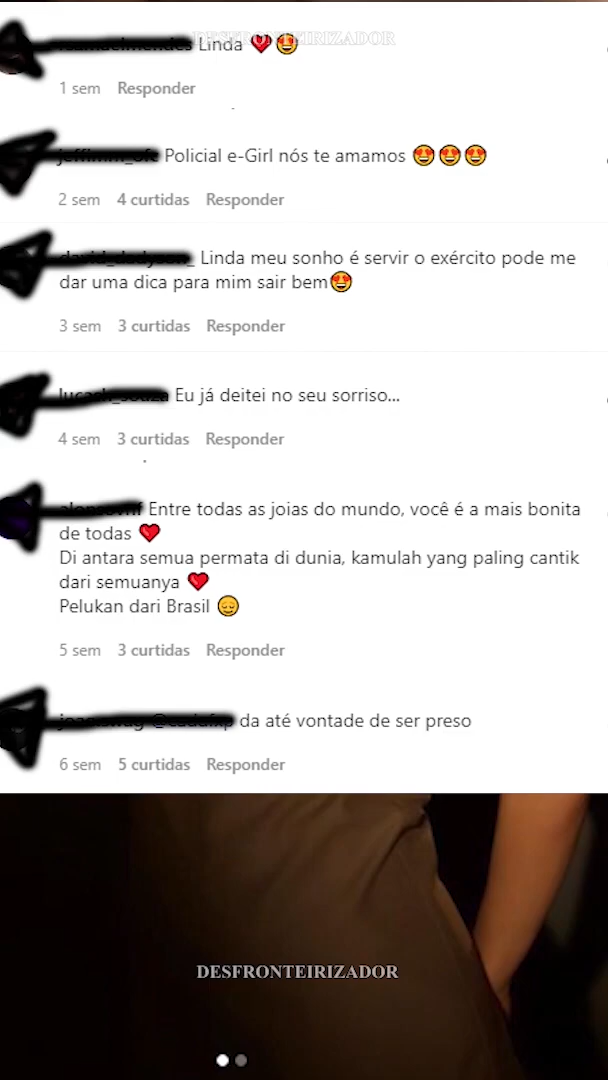 DESFRONTEIRIZADOR
Linda ❤😍
1 sem Responder
Policial e-Girl nós te amamos 😍😍😍
2 sem 4 curtidas Responder
Linda meu sonho é servir o exército pode me
dar uma dica para mim sair bem😍
3 sem 3 curtidas Responder
Eu já deitei no seu sorriso...
4 sem 3 curtidas Responder
Entre todas as joias do mundo, você é a mais bonita
de todas ❤
Di antara semua permata di dunia, kamulah yang paling cantik
dari semuanya ❤
Pelukan dari Brasil 😌
5 sem 3 curtidas Responder
da até vontade de ser preso
6 sem 5 curtidas Responder
DESFRONTEIRIZADOR